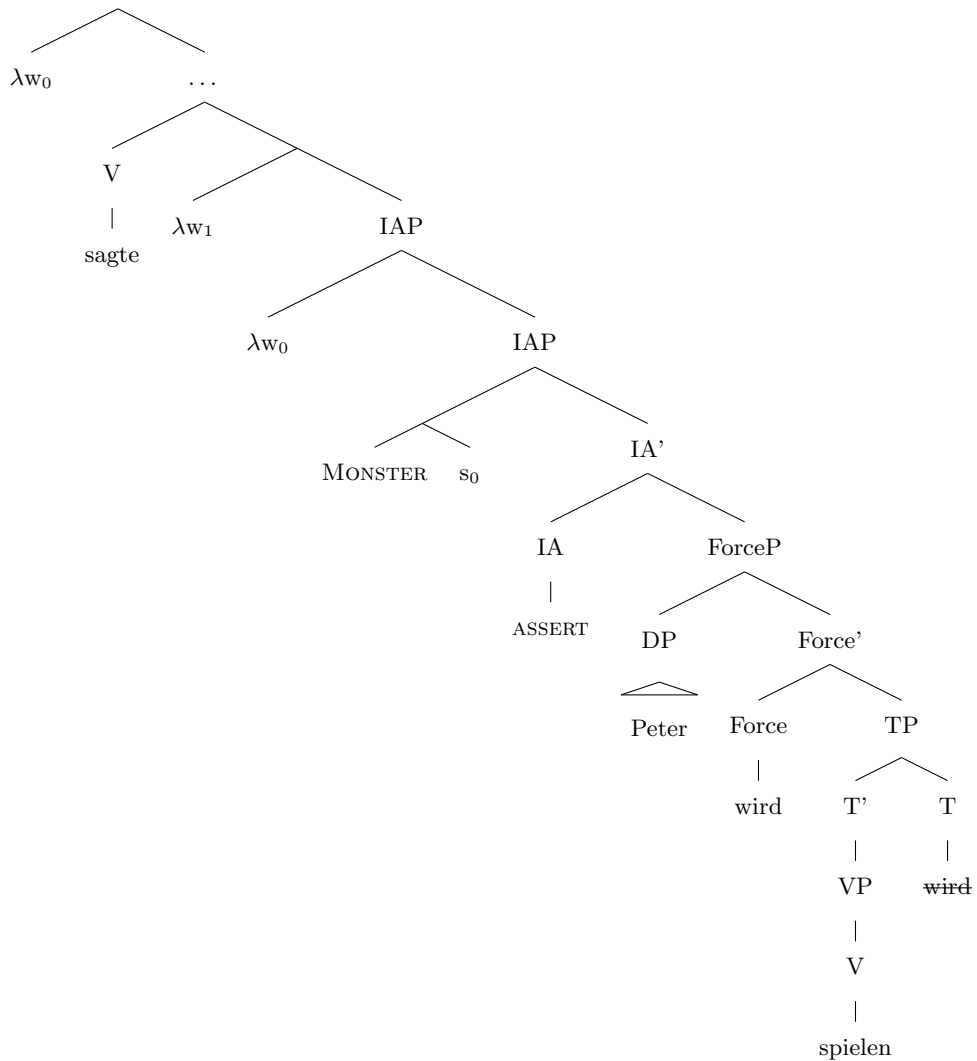 λw₀ …
V
λw₁ IAP
sagte
λw₀ IAP
MONSTER s₀ IA'
IA ForceP
ASSERT DP Force'
Peter Force TP
wird T' T
VP wird
V
spielen